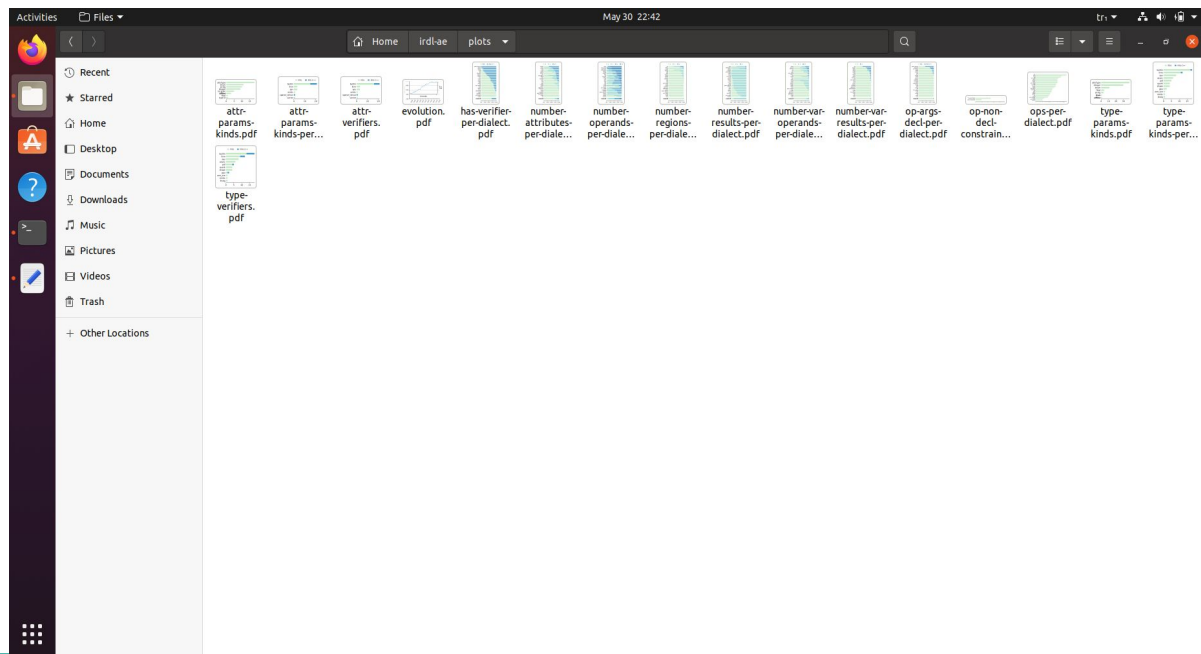 Activities
Files
May 30 22:42
tr₁
Home
irdl-ae
plots
Recent
Starred
Home
Desktop
Documents
Downloads
Music
Pictures
Videos
Trash
+ Other Locations
attr-
params-
kinds.pdf
attr-
params-
kinds-per…
attr-
verifiers.
pdf
evolution.
pdf
has-verifier-
per-dialect.
pdf
number-
attributes-
per-diale…
number-
operands-
per-diale…
number-
regions-
per-diale…
number-
results-per-
dialect.pdf
number-var-
operands-
per-diale…
number-var-
results-per-
dialect.pdf
op-args-
decl-per-
dialect.pdf
op-non-
decl-
constrain…
ops-per-
dialect.pdf
type-
params-
kinds.pdf
type-
params-
kinds-per…
type-
verifiers.
pdf